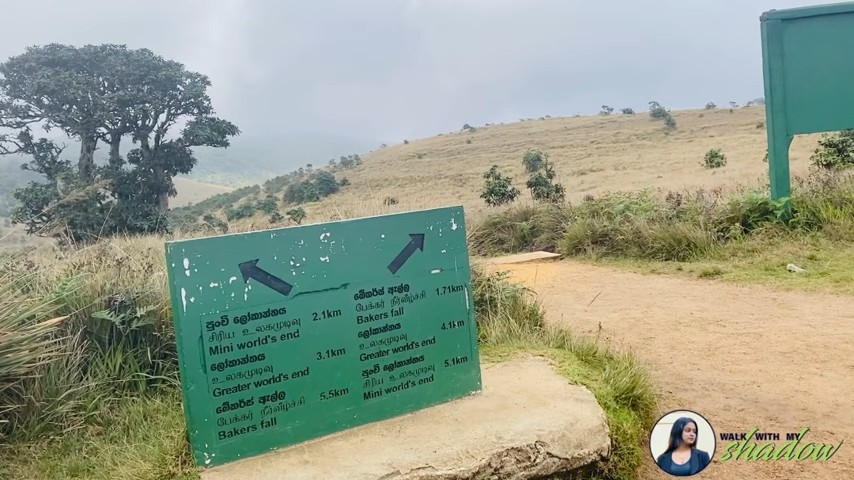 පුංචි ලෝකාන්තය
சிரிய உலகமுடிவு 2.1km
Mini world's end
ලෝකාන්තය
உலகமுடிவு 3.1km
Greater world's end
බේකර්ස් ඇල්ල
பேக்கர் நீர்வீழ்ச்சி 5.5km
Bakers fall
බේකර්ස් ඇල්ල 1.71km
பேக்கர் நீர்வீழ்ச்சி
Bakers fall
ලෝකාන්තය
உலகமுடிவு 4.1km
Greater world's end
පුංචි ලෝකාන්තය
சிரிய உலகமுடிவு 5.1km
Mini world's end
WALK WITH MY
shadow